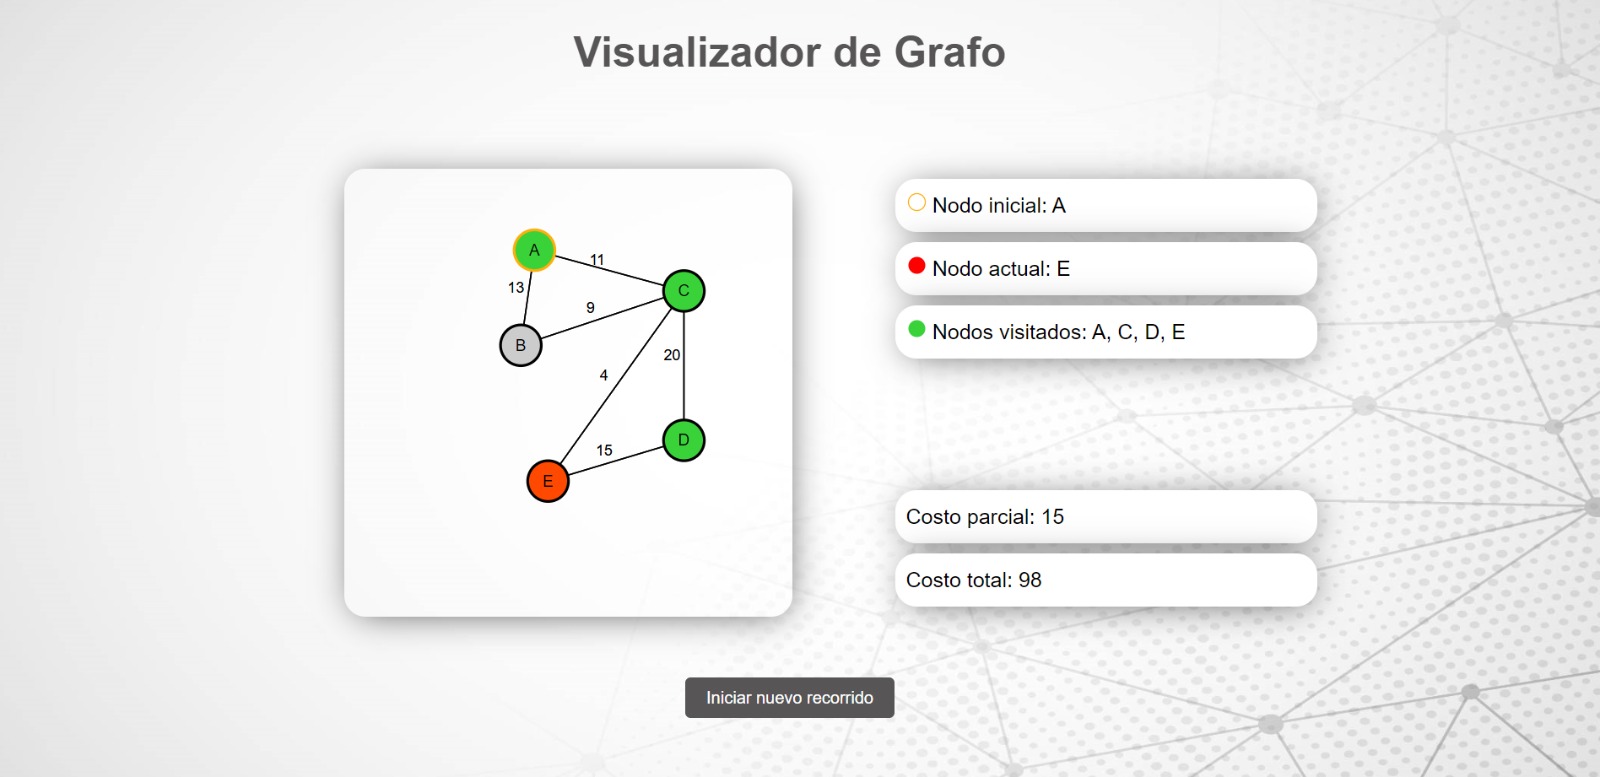 Visualizador de Grafo
A
11
13
C
9
B
20
4
D
15
E
Nodo inicial: A
Nodo actual: E
Nodos visitados: A, C, D, E
Costo parcial: 15
Costo total: 98
Iniciar nuevo recorrido